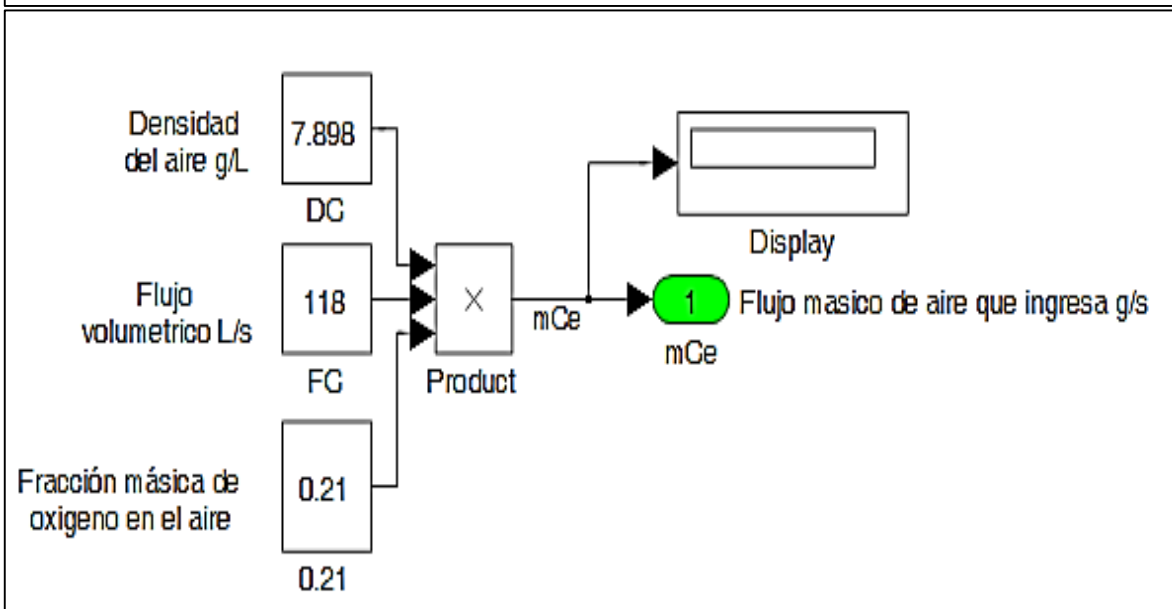 Densidad
del aire g/L
7.898
DC
Flujo
volumetrico L/s
118
FC
Fracción másica de
oxigeno en el aire
0.21
0.21
X
Product
mCe
Display
1
mCe
Flujo masico de aire que ingresa g/s